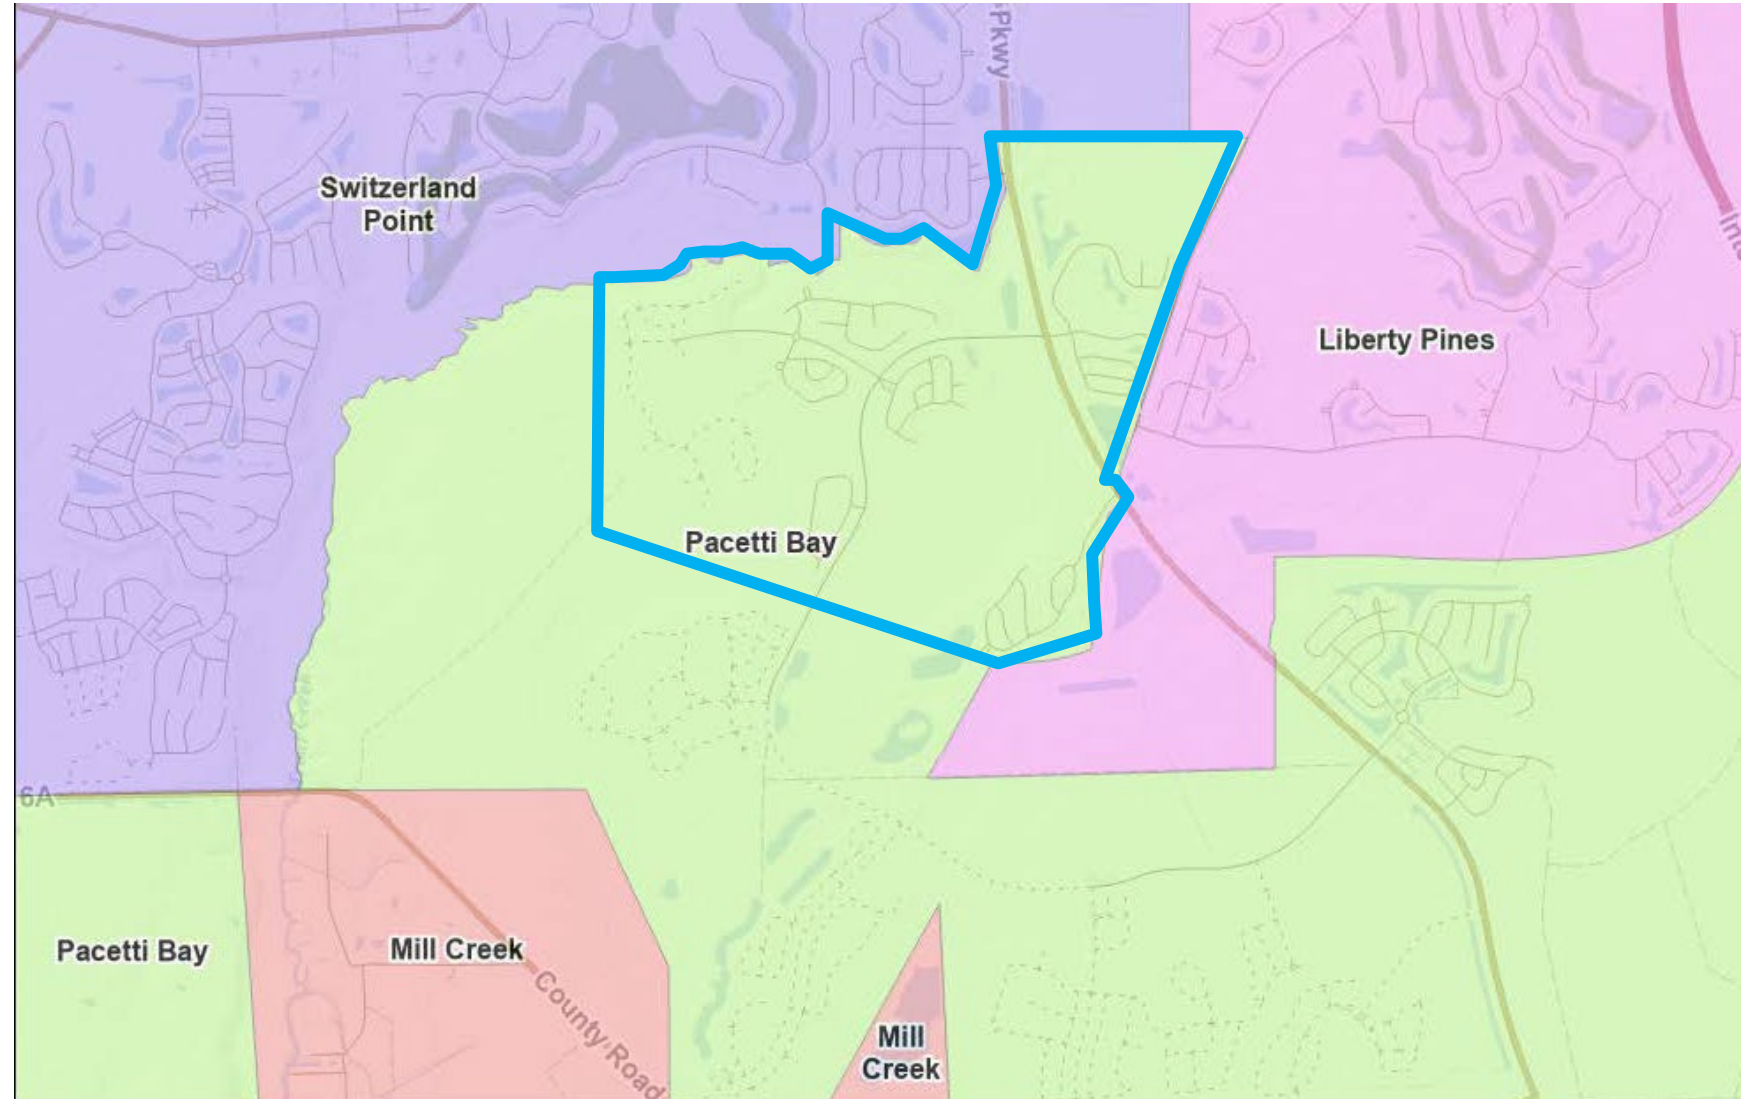 Pkwy
Switzerland
Point
Liberty Pines
Pacetti Bay
6A
Pacetti Bay
Mill Creek
County Road
Mill
Creek